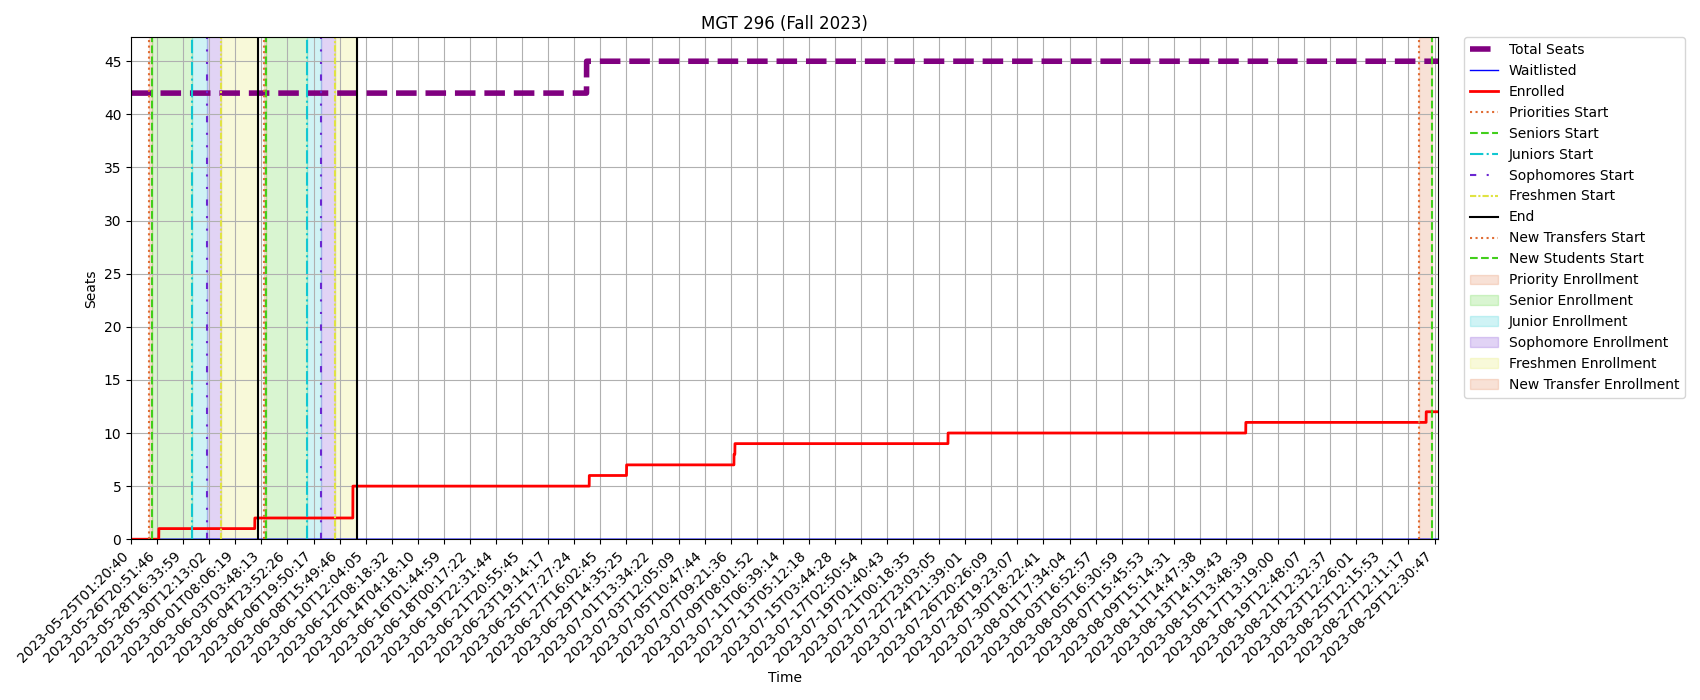 MGT 296 (Fall 2023)
Seats
45
40
35
30
25
20
15
10
5
0
2023-05-25T01:20:40
2023-05-26T20:51:46
2023-05-28T16:33:59
2023-05-30T12:13:02
2023-06-01T08:06:19
2023-06-03T03:48:13
2023-06-04T23:52:26
2023-06-06T19:50:17
2023-06-08T15:49:46
2023-06-10T12:04:05
2023-06-12T08:18:32
2023-06-14T04:18:10
2023-06-16T01:44:59
2023-06-18T00:17:22
2023-06-19T22:31:44
2023-06-21T20:55:45
2023-06-23T19:14:17
2023-06-25T17:27:24
2023-06-27T16:02:45
2023-06-29T14:35:25
2023-07-01T13:34:22
2023-07-03T12:05:09
2023-07-05T10:47:44
2023-07-07T09:21:36
2023-07-09T08:01:52
2023-07-11T06:39:14
2023-07-13T05:12:18
2023-07-15T03:44:28
2023-07-17T02:50:54
2023-07-19T01:40:43
2023-07-21T00:18:35
2023-07-22T23:03:05
2023-07-24T21:39:01
2023-07-26T20:26:09
2023-07-28T19:23:07
2023-07-30T18:22:41
2023-08-01T17:34:04
2023-08-03T16:52:57
2023-08-05T16:30:59
2023-08-07T15:45:53
2023-08-09T15:14:31
2023-08-11T14:47:38
2023-08-13T14:19:43
2023-08-15T13:48:39
2023-08-17T13:19:00
2023-08-19T12:48:07
2023-08-21T12:32:37
2023-08-23T12:26:01
2023-08-25T12:15:53
2023-08-27T12:11:17
2023-08-29T12:30:47
Time
Total Seats
Waitlisted
Enrolled
Priorities Start
Seniors Start
Juniors Start
Sophomores Start
Freshmen Start
End
New Transfers Start
New Students Start
Priority Enrollment
Senior Enrollment
Junior Enrollment
Sophomore Enrollment
Freshmen Enrollment
New Transfer Enrollment